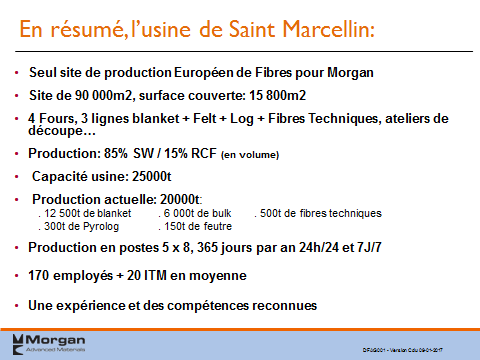 En résumé, l'usine de Saint Marcellin:
• Seul site de production Européen de Fibres pour Morgan
• Site de 90 000m2, surface couverte: 15 800m2
• 4 Fours, 3 lignes blanket + Felt + Log + Fibres Techniques, ateliers de
découpe…
• Production: 85% SW / 15% RCF (en volume)
• Capacité usine: 25000t
• Production actuelle: 20000t:
. 12 500t de blanket . 6 000t de bulk . 500t de fibres techniques
. 300t de Pyrolog . 150t de feutre
• Production en postes 5 x 8, 365 jours par an 24h/24 et 7J/7
• 170 employés + 20 ITM en moyenne
• Une expérience et des compétences reconnues
Morgan
Advanced Materials
- Version C du 09-01-2017